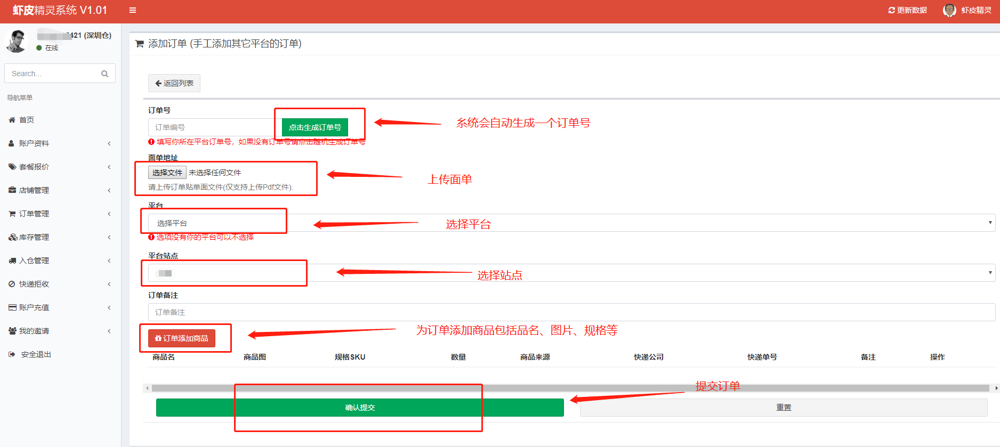 虾皮精灵系统 V1.01
更新数据
虾皮精灵
421 (深圳仓)
在线
Search...
导航菜单
首页
账户资料
套餐报价
店铺管理
订单管理
库存管理
入仓管理
快递拒收
账户充值
我的邀请
安全退出
添加订单 (手工添加其它平台的订单)
返回列表
订单号
订单编号
点击生成订单号
系统会自动生成一个订单号
填写你所在平台订单号，如果没有订单号请点击随机生成订单号
面单地址
选择文件 未选择任何文件
上传面单
请上传订单贴单面文件(仅支持上传Pdf文件).
平台
选择平台
选择平台
选项没有你的平台可以不选择
平台站点
选择站点
订单备注
订单备注
为订单添加商品包括品名、图片、规格等
订单添加商品
商品名 商品图 规格SKU 数量 商品来源 快递公司 快递单号 备注 操作
提交订单
确认提交
重置